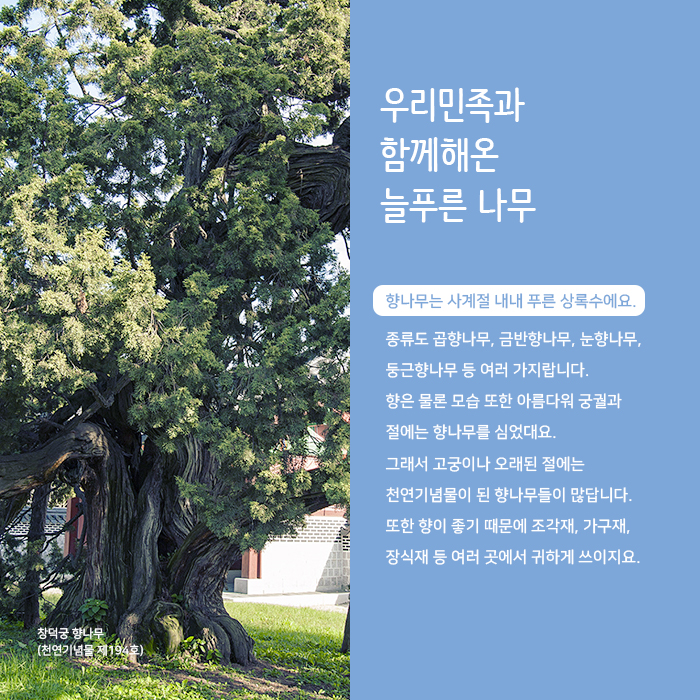 우리민족과
함께해온
늘푸른 나무
향나무는 사계절 내내 푸른 상록수에요.
종류도 곱향나무, 금반향나무, 눈향나무,
둥근향나무 등 여러 가지랍니다.
향은 물론 모습 또한 아름다워 궁궐과
절에는 향나무를 심었대요.
그래서 고궁이나 오래된 절에는
천연기념물이 된 향나무들이 많답니다.
또한 향이 좋기 때문에 조각재, 가구재,
장식재 등 여러 곳에서 귀하게 쓰이지요.
창덕궁 향나무
(천연기념물 제194호)